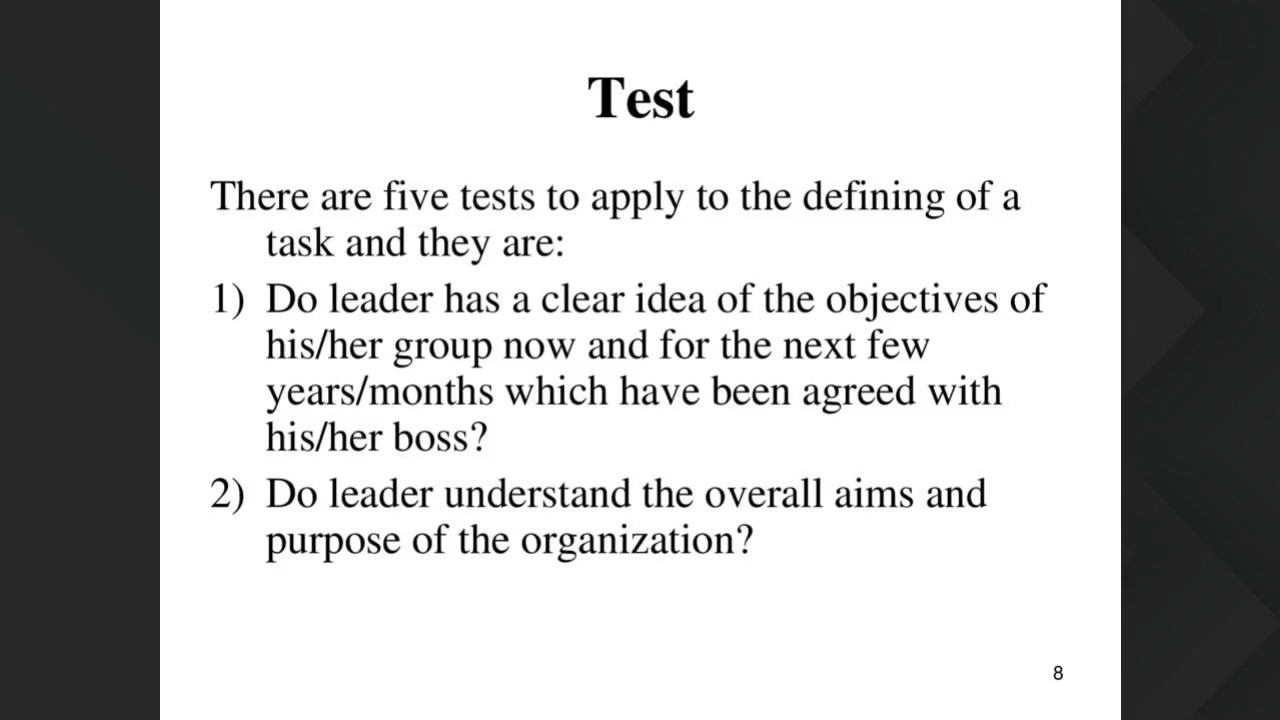 Test
There are five tests to apply to the defining of a
task and they are:
1) Do leader has a clear idea of the objectives of
his/her group now and for the next few
years/months which have been agreed with
his/her boss?
2) Do leader understand the overall aims and
purpose of the organization?
8